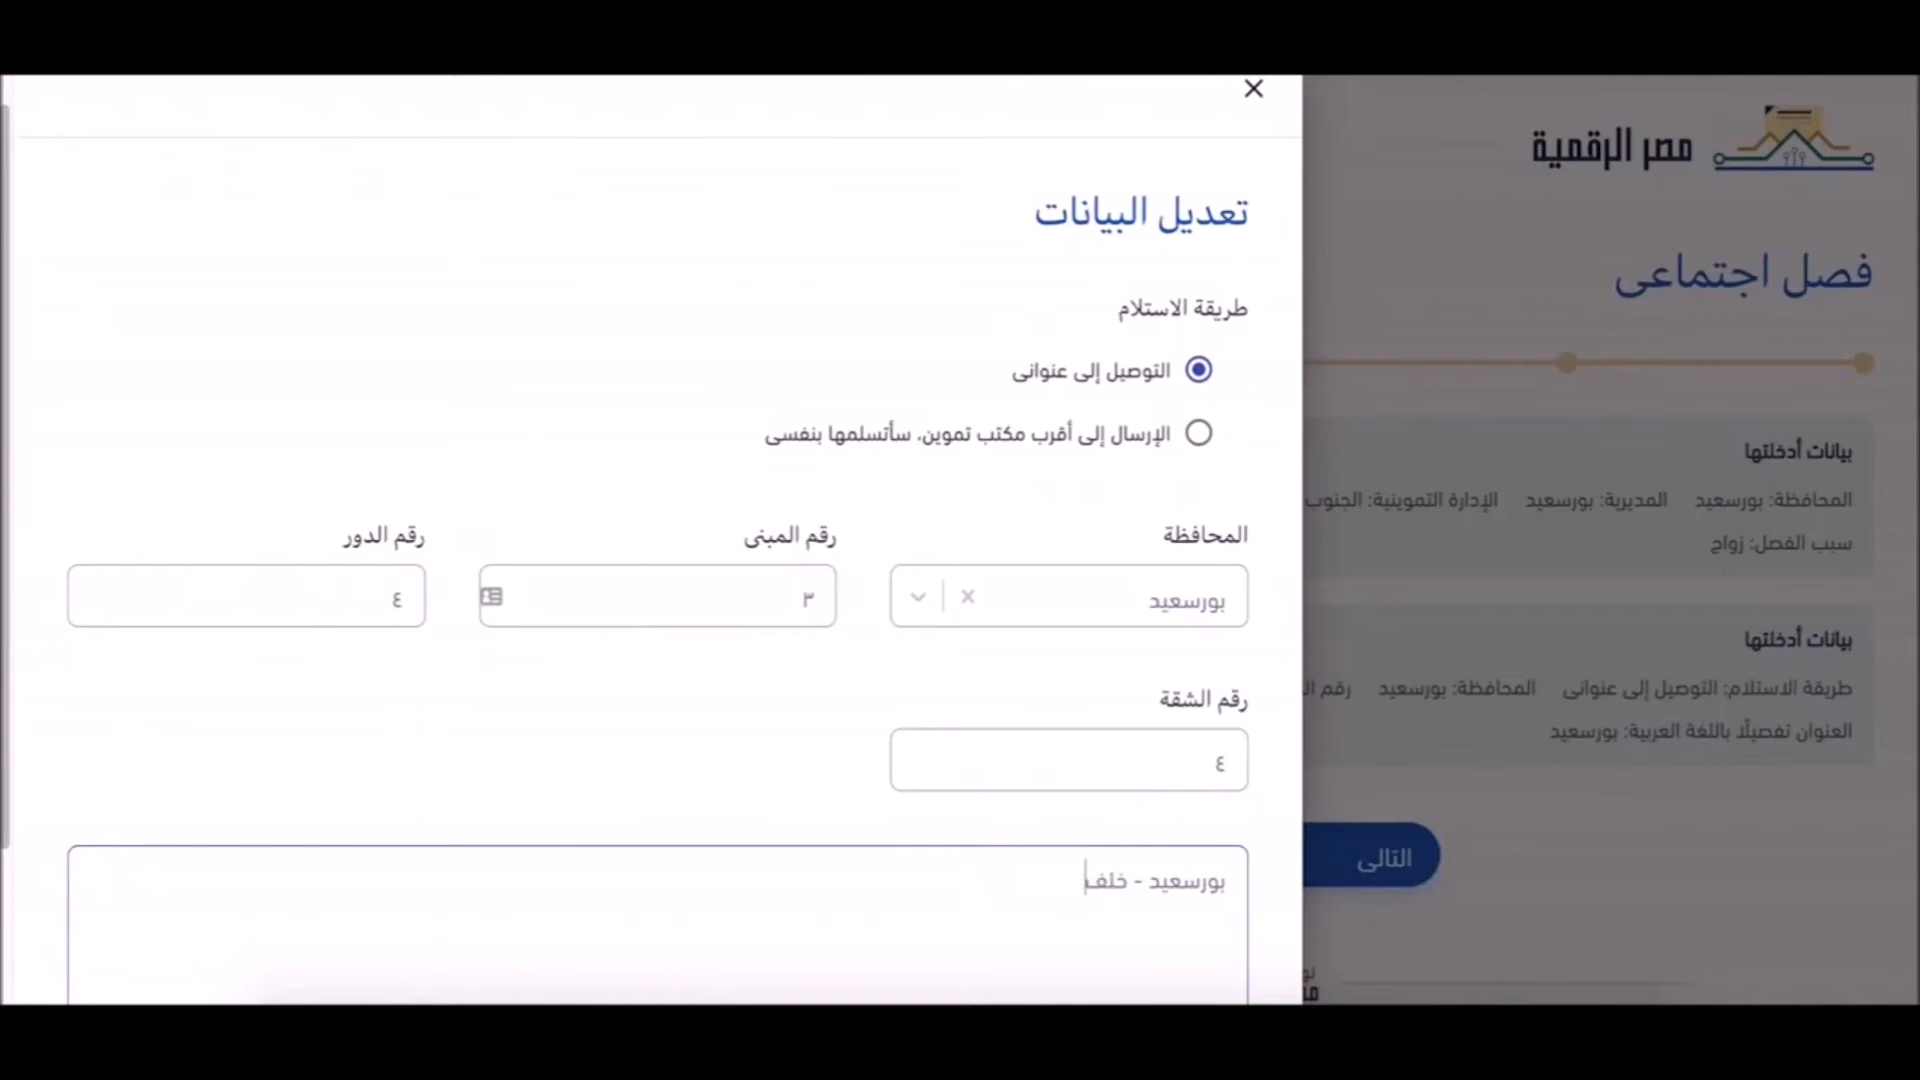 مصر الرقمية
فصل اجتماعى
بيانات أدخلتها
المحافظة: بورسعيد المديرية: بورسعيد الإدارة التموينية: الجنوب
سبب الفصل: زواج
بيانات أدخلتها
طريقة الاستلام: التوصيل إلى عنوانى المحافظة: بورسعيد رقم
العنوان تفصيلًا باللغة العربية: بورسعيد
التالى
تعديل البيانات
طريقة الاستلام
التوصيل إلى عنوانى
الإرسال إلى أقرب مكتب تموين، سأتسلمها بنفسى
المحافظة رقم المبنى رقم الدور
بورسعيد ٣ ٤
رقم الشقة
٤
بورسعيد - خلف